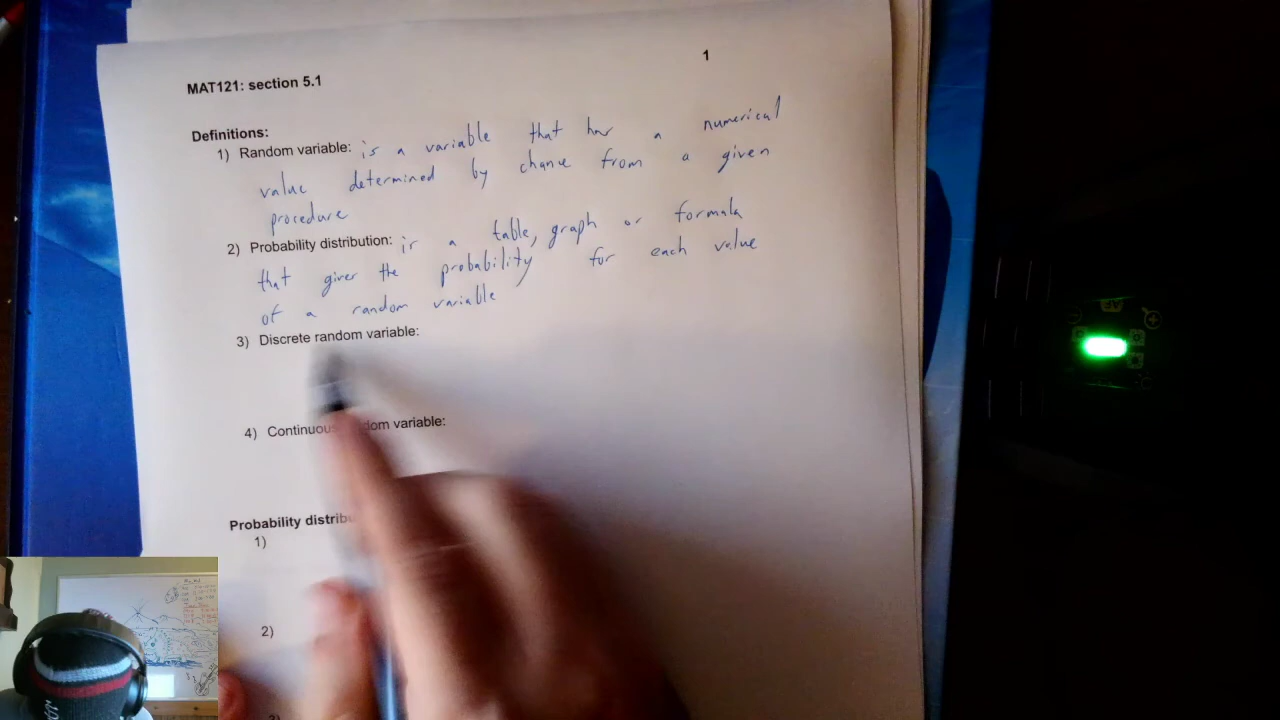 1
MAT121: section 5.1
Definitions:
1) Random variable: is a variable that has a numerical
value determined by chance from a given
procedure
2) Probability distribution: is a table, graph or formula
that gives the probability for each value
of a random variable
3) Discrete random variable:
4) Continuous random variable:
Probability
1)
2)